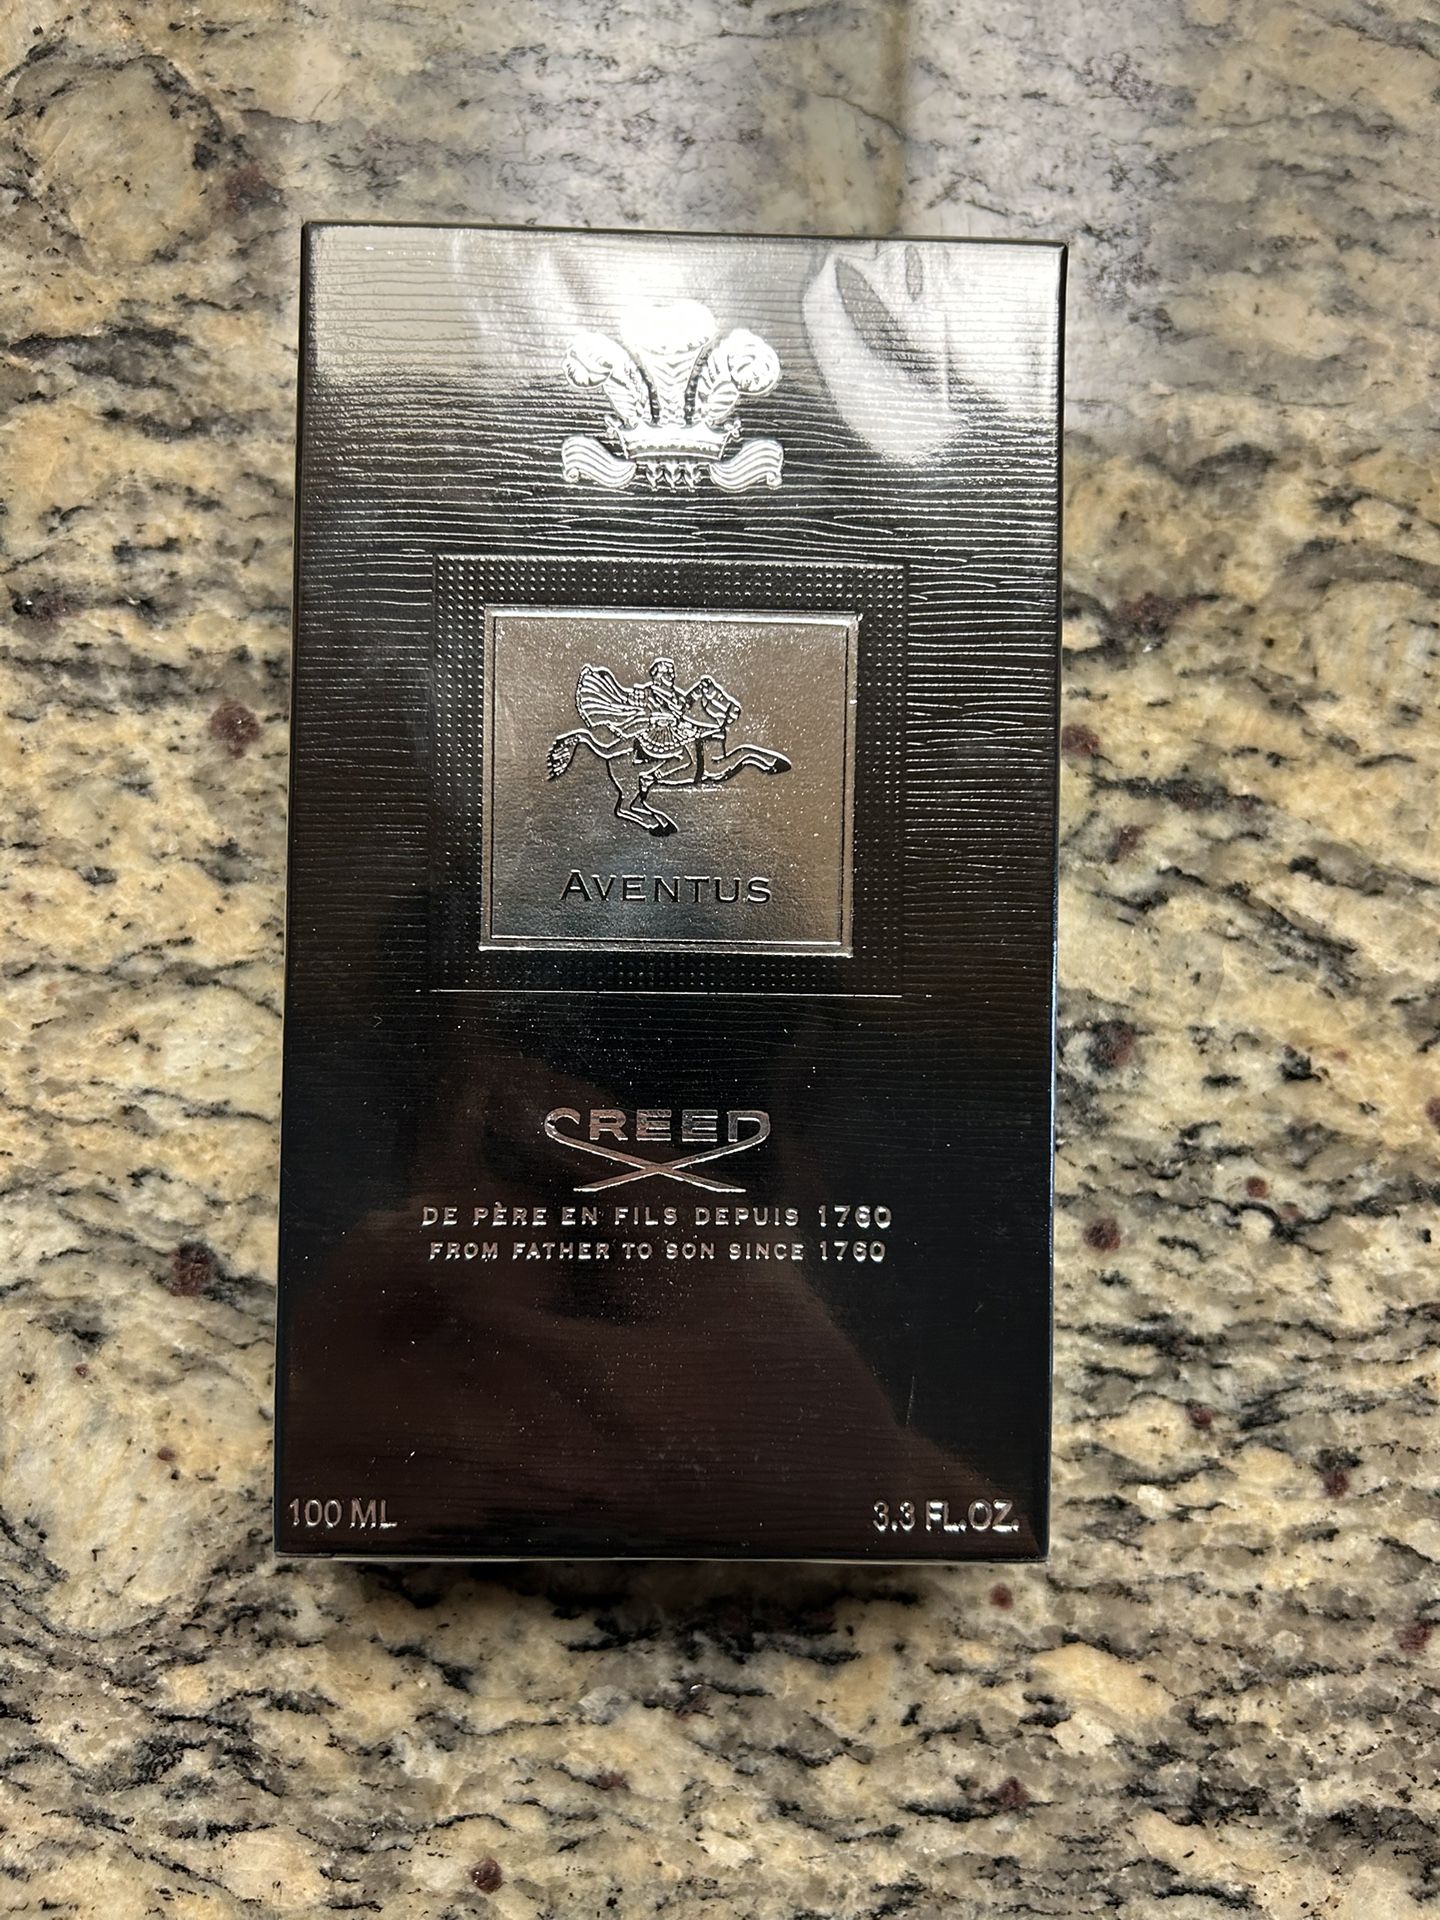 AVENTUS
CREED
DE PÈRE EN FILS DEPUIS 1760
FROM FATHER TO SON SINCE 1760
100 ML
3.3 FL.OZ.